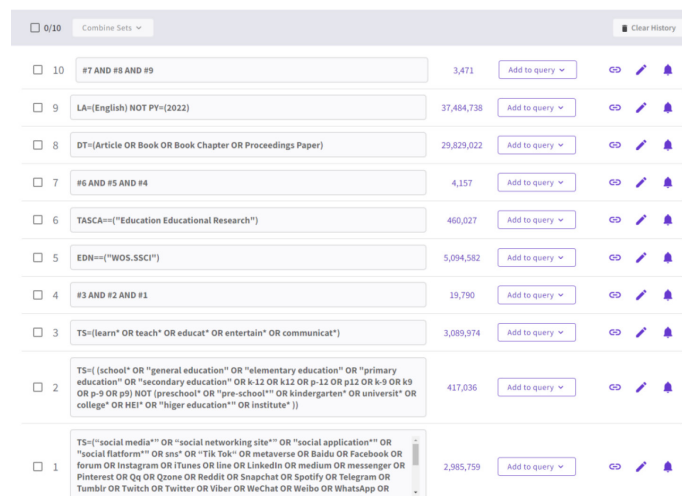 0/10 Combine Sets Clear History
10 #7 AND #8 AND #9 3,471 Add to query
9 LA=(English) NOT PY=(2022) 37,484,738 Add to query
8 DT=(Article OR Book OR Book Chapter OR Proceedings Paper) 29,829,022 Add to query
7 #6 AND #5 AND #4 4,157 Add to query
6 TASCA==("Education Educational Research") 460,027 Add to query
5 EDN==("WOS.SSCI") 5,094,582 Add to query
4 #3 AND #2 AND #1 19,790 Add to query
3 TS=(learn* OR teach* OR educat* OR entertain* OR communicat*) 3,089,974 Add to query
TS=( (school* OR "general education" OR "elementary education" OR "primary
education" OR "secondary education" OR k-12 OR k12 OR p-12 OR p12 OR k-9 OR k9
OR p-9 OR p9) NOT (preschool* OR "pre-school*" OR kindergarten* OR universit* OR
college* OR HEI* OR "higer education*" OR institute* ))
2 417,036 Add to query
TS=(“social media*” OR “social networking site*” OR "social application*" OR
"social flatform*" OR sns* OR “Tik Tok“ OR metaverse OR Baidu OR Facebook OR
forum OR Instagram OR iTunes OR line OR LinkedIn OR medium OR messenger OR
Pinterest OR Qq OR Qzone OR Reddit OR Snapchat OR Spotify OR Telegram OR
Tumblr OR Twitch OR Twitter OR Viber OR WeChat OR Weibo OR WhatsApp OR
1 2,985,759 Add to query